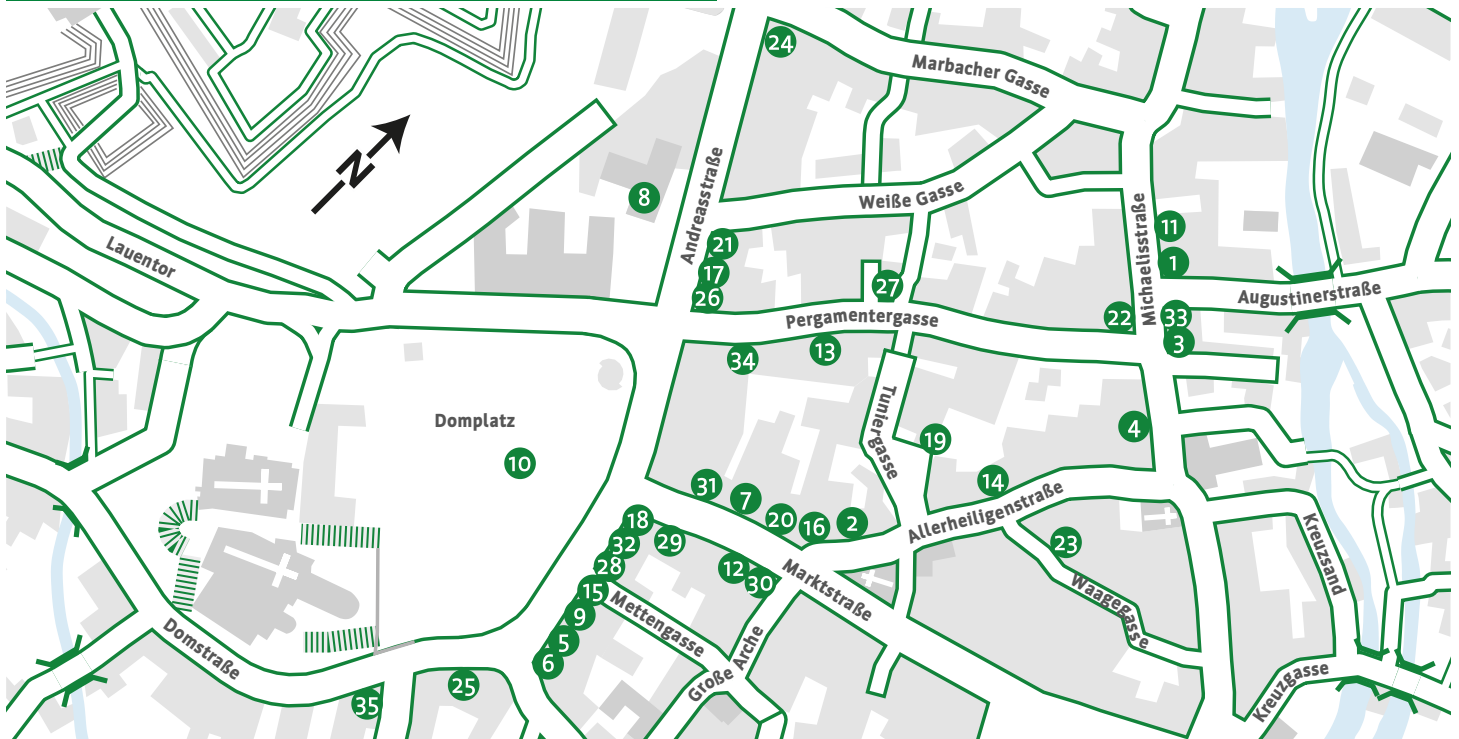 24
Marbacher Gasse
N
8
Andreasstraße
Weiße Gasse
Michaelisstraße
11
Lauentor
21
1
17
27
26
Augustinerstraße
Pergamentergasse
22
33
34
13
3
Domplatz
Turniergasse
4
10
19
31
7
14
20
16
2
Allerheiligenstraße
18
32
29
23
Kreuzsand
28
12
30
Marktstraße
15
Mettengasse
Waagegasse
9
5
6
Domstraße
Große Arche
25
35
Kreuzgasse